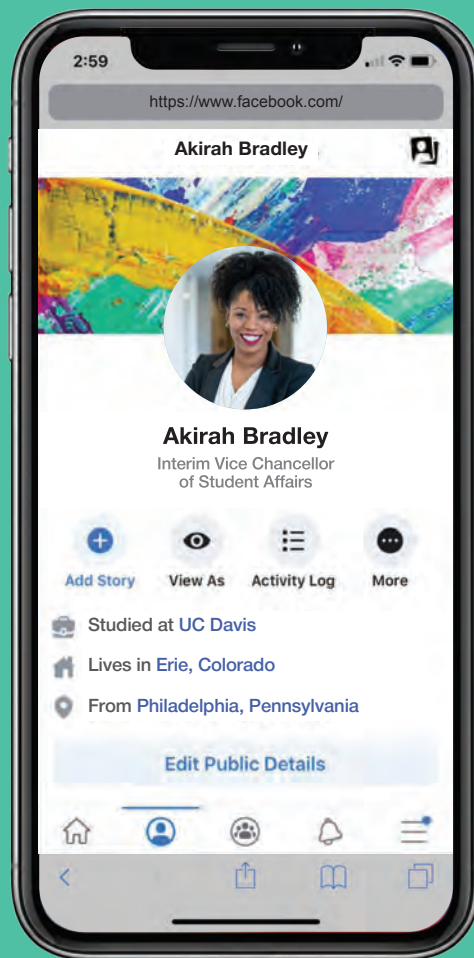 2:59
https://www.facebook.com/
Akirah Bradley
Akirah Bradley
Interim Vice Chancellor
of Student Affairs
Add Story View As Activity Log More
Studied at UC Davis
Lives in Erie, Colorado
From Philadelphia, Pennsylvania
Edit Public Details